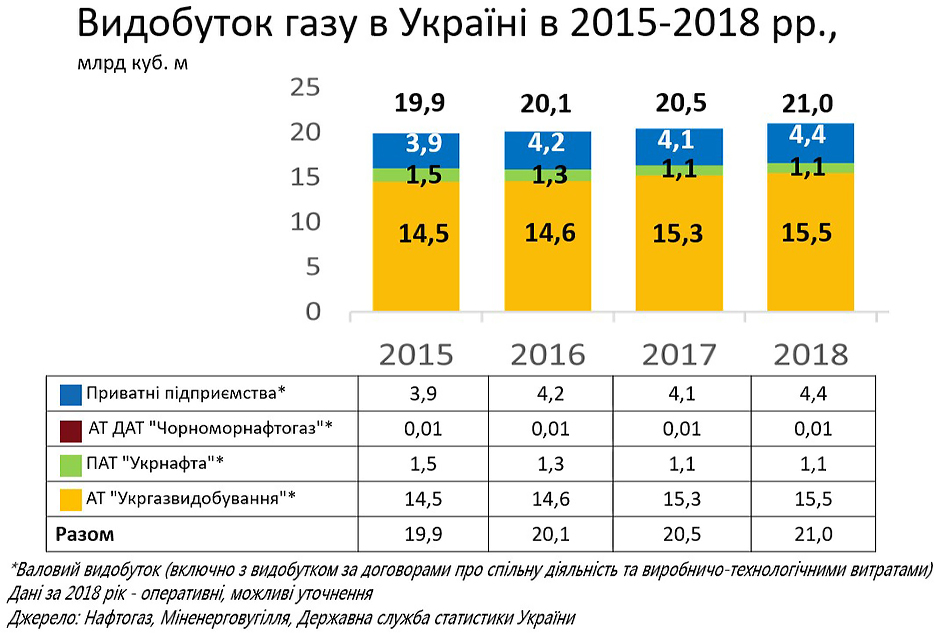 Видобуток газу в Україні в 2015-2018 рр.,
млрд куб. м
25
20
15
10
5
0
19,9 20,1 20,5 21,0
3,9 4,2 4,1 4,4
1,5 1,3 1,1 1,1
14,5 14,6 15,3 15,5
2015 2016 2017 2018
Приватні підприємства* 3,9 4,2 4,1 4,4
АТ ДАТ "Чорноморнафтогаз"* 0,01 0,01 0,01 0,01
ПАТ "Укрнафта"* 1,5 1,3 1,1 1,1
АТ "Укргазвидобування"* 14,5 14,6 15,3 15,5
Разом 19,9 20,1 20,5 21,0
*Валовий видобуток (включно з видобутком за договорами про спільну діяльність та виробничо-технологічними витратами)
Дані за 2018 рік - оперативні, можливі уточнення
Джерело: Нафтогаз, Міненерговугілля, Державна служба статистики України